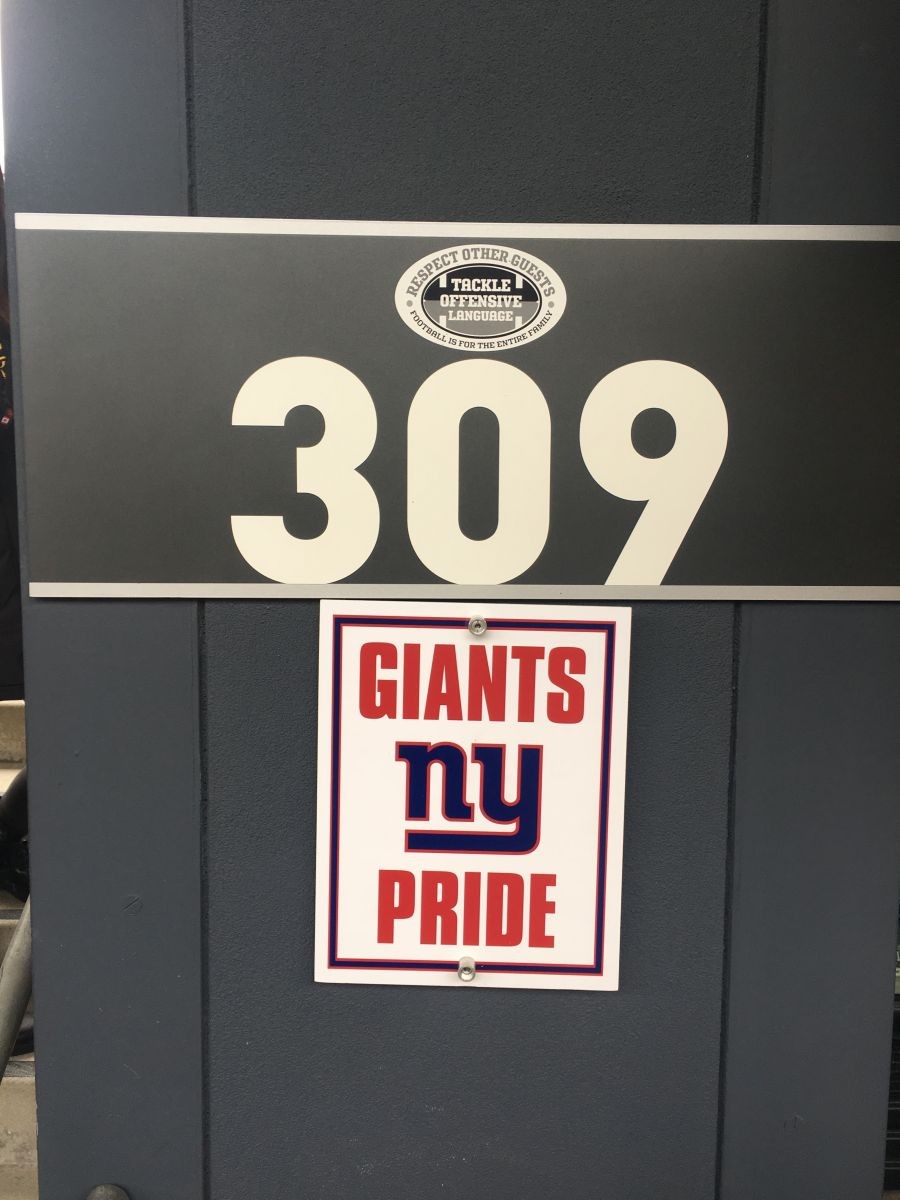 RESPECT OTHER GUESTS
TACKLE
OFFENSIVE
LANGUAGE
FOOTBALL IS FOR THE ENTIRE FAMILY
309
GIANTS
ny
PRIDE